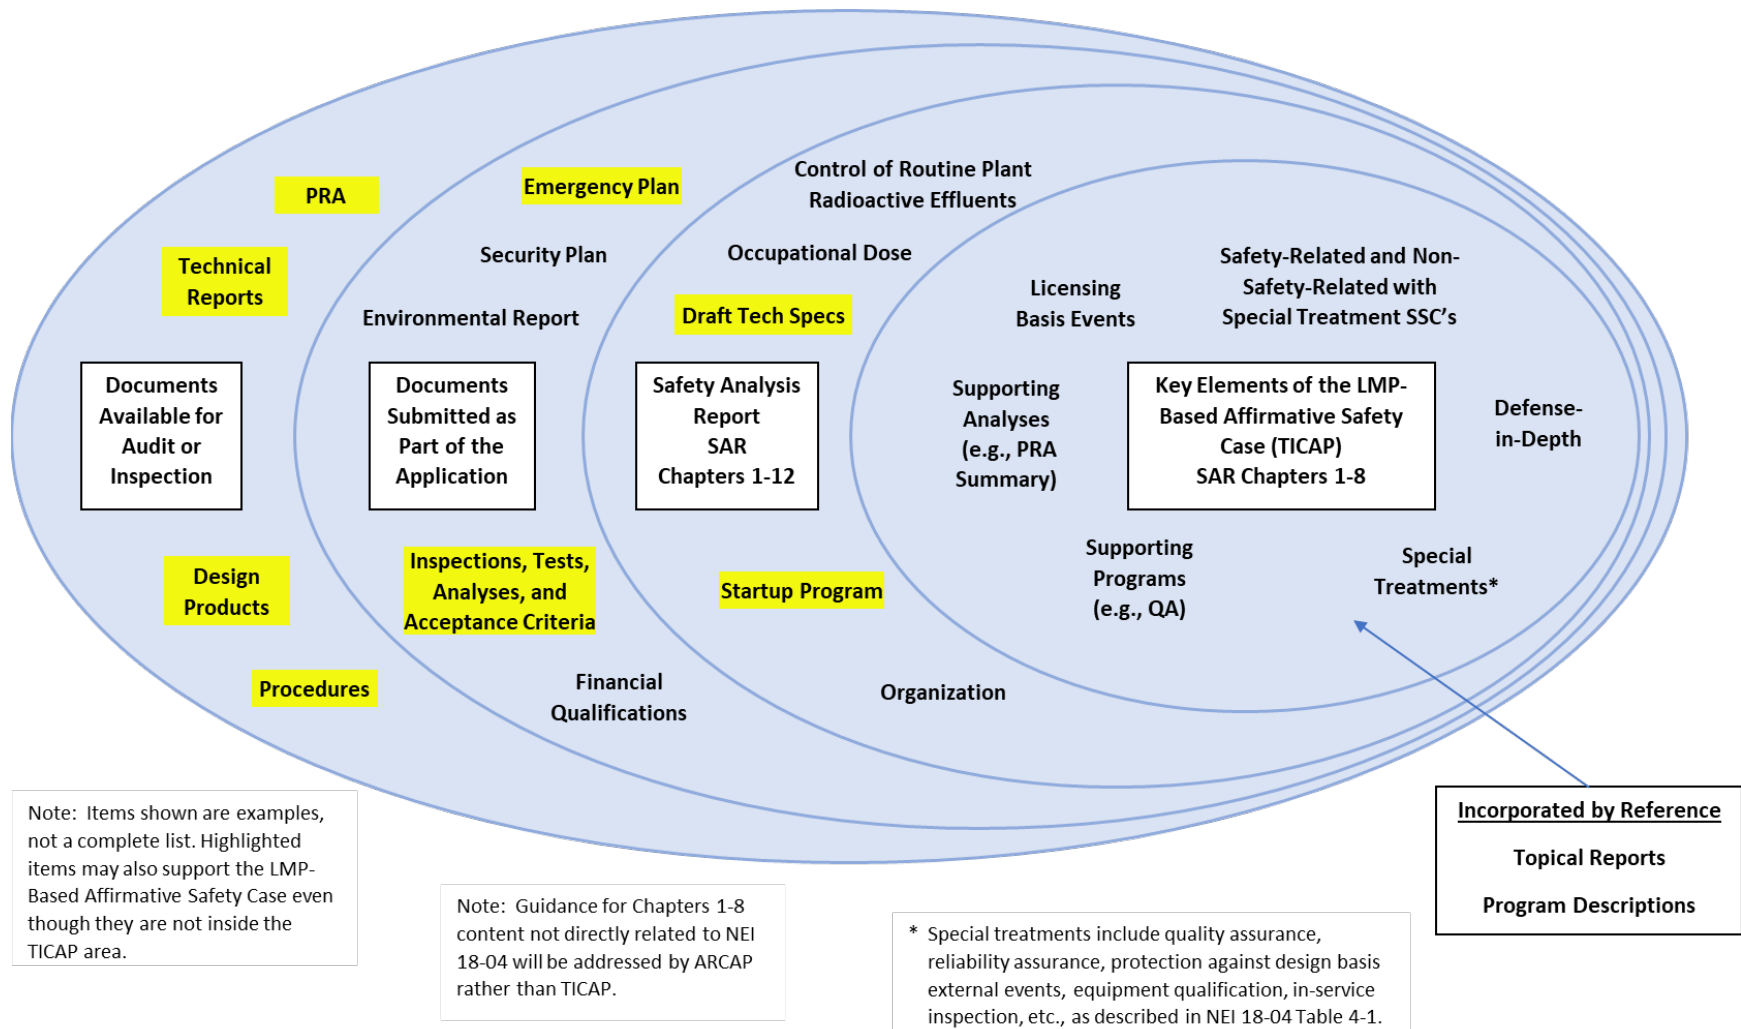 PRA
Technical
Reports
Documents
Available for
Audit or
Inspection
Design
Products
Procedures
Emergency Plan
Security Plan
Environmental Report
Documents
Submitted as
Part of the
Application
Inspections, Tests,
Analyses, and
Acceptance Criteria
Financial
Qualifications
Control of Routine Plant
Radioactive Effluents
Occupational Dose
Draft Tech Specs
Safety Analysis
Report
SAR
Chapters 1-12
Startup Program
Organization
Licensing
Basis Events
Safety-Related and Non-
Safety-Related with
Special Treatment SSC’s
Supporting
Analyses
(e.g., PRA
Summary)
Key Elements of the LMP-
Based Affirmative Safety
Case (TICAP)
SAR Chapters 1-8
Defense-
in-Depth
Supporting
Programs
(e.g., QA)
Special
Treatments*
Incorporated by Reference
Topical Reports
Program Descriptions
Note: Items shown are examples,
not a complete list. Highlighted
items may also support the LMP-
Based Affirmative Safety Case even
though they are not inside the
TICAP area.
Note: Guidance for Chapters 1-8
content not directly related to NEI
18-04 will be addressed by ARCAP
rather than TICAP.
* Special treatments include quality assurance,
reliability assurance, protection against design basis
external events, equipment qualification, in-service
inspection, etc., as described in NEI 18-04 Table 4-1.